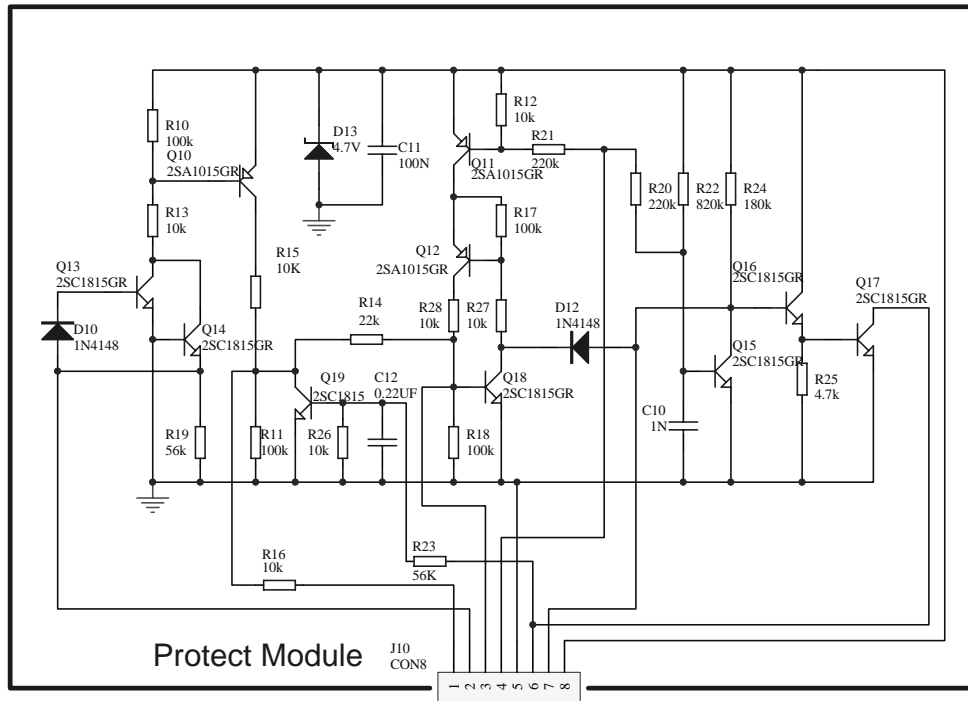 R10
100k
Q10
2SA1015GR
R13
10k
Q13
2SC1815GR
D10
1N4148
Q14
2SC1815GR
R19
56k
R15
10K
R11
100k
D13
4.7V
C11
100N
R14
22k
Q19
2SC1815
R26
10k
C12
0.22UF
R12
10k
R21
220k
Q11
2SA1015GR
R17
100k
Q12
2SA1015GR
R28
10k
R27
10k
D12
1N4148
Q18
2SC1815GR
R18
100k
R20
220k
R22
820k
R24
180k
Q16
2SC1815GR
Q17
2SC1815GR
Q15
2SC1815GR
R25
4.7k
C10
1N
R16
10k
R23
56K
Protect Module
J10
CON8
1
2
3
4
5
6
7
8